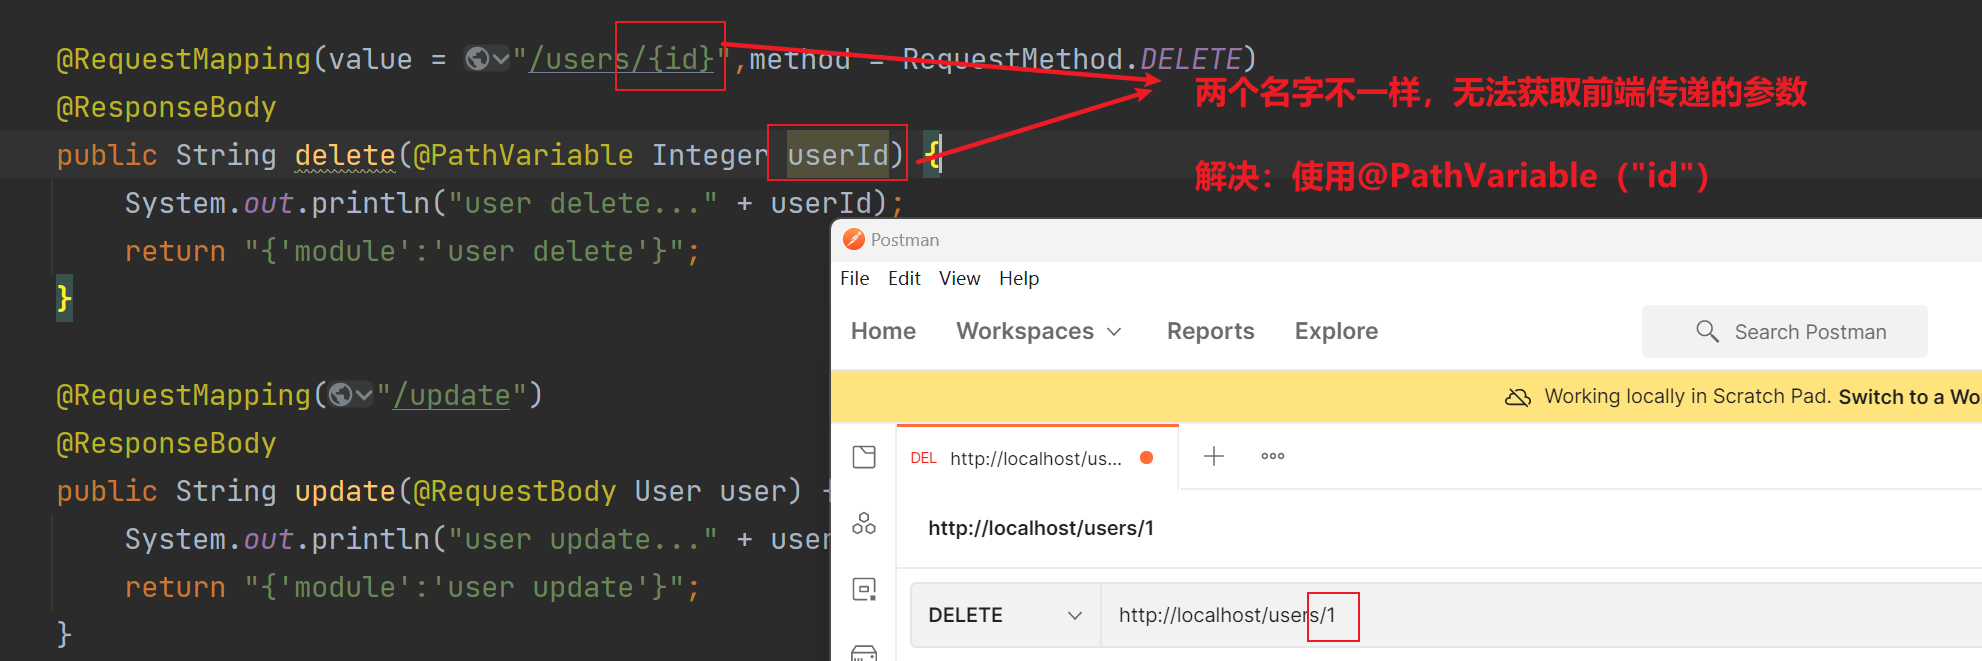 @RequestMapping(value = "/users/{id}",method = RequestMethod.DELETE)
@ResponseBody
public String delete(@PathVariable Integer userId) {
System.out.println("user delete..." + userId);
return "{'module':'user delete'}";
}
@RequestMapping("/update")
@ResponseBody
public String update(@RequestBody User user) {
System.out.println("user update..." + user
return "{'module':'user update'}";
}
两个名字不一样，无法获取前端传递的参数
解决：使用@PathVariable（"id"）
Postman
File Edit View Help
Home Workspaces Reports Explore Search Postman
Working locally in Scratch Pad. Switch to a Wo
DEL http://localhost/us...
http://localhost/users/1
DELETE http://localhost/users/1